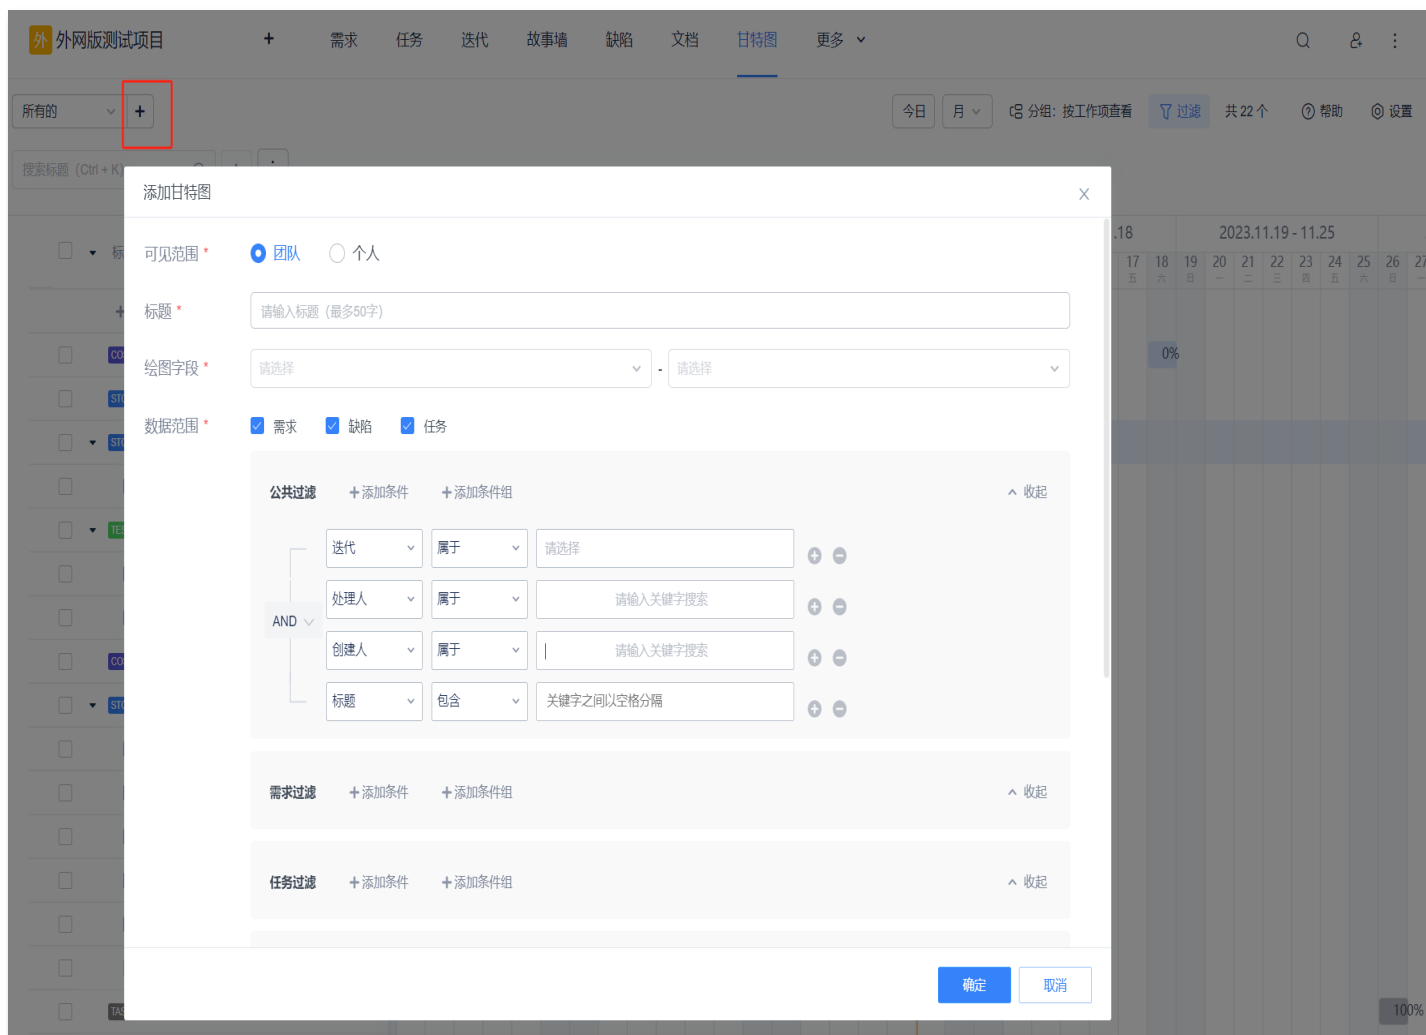 外 外网版测试项目 + 需求 任务 迭代 故事墙 缺陷 文档 甘特图 更多
所有的 + 今日 月 分组：按工作项查看 过滤 共 22 个 帮助 设置
搜索标题（Ctrl + K）
添加甘特图 X
.18 2023.11.19 - 11.25
标
可见范围 * 团队 个人
17 18 19 20 21 22 23 24 25 26 27
五 六 日 一 二 三 四 五 六 日 一
标题 * 请输入标题（最多50字）
CO 0%
绘图字段 * 请选择 - 请选择
STO
数据范围 * 需求 缺陷 任务
STO
公共过滤 +添加条件 +添加条件组 收起
TES
迭代 属于 请选择
处理人 属于 请输入关键字搜索
AND
创建人 属于 请输入关键字搜索
CO
标题 包含 关键字之间以空格分隔
STO
需求过滤 +添加条件 +添加条件组 收起
任务过滤 +添加条件 +添加条件组 收起
确定 取消
TAS 100%